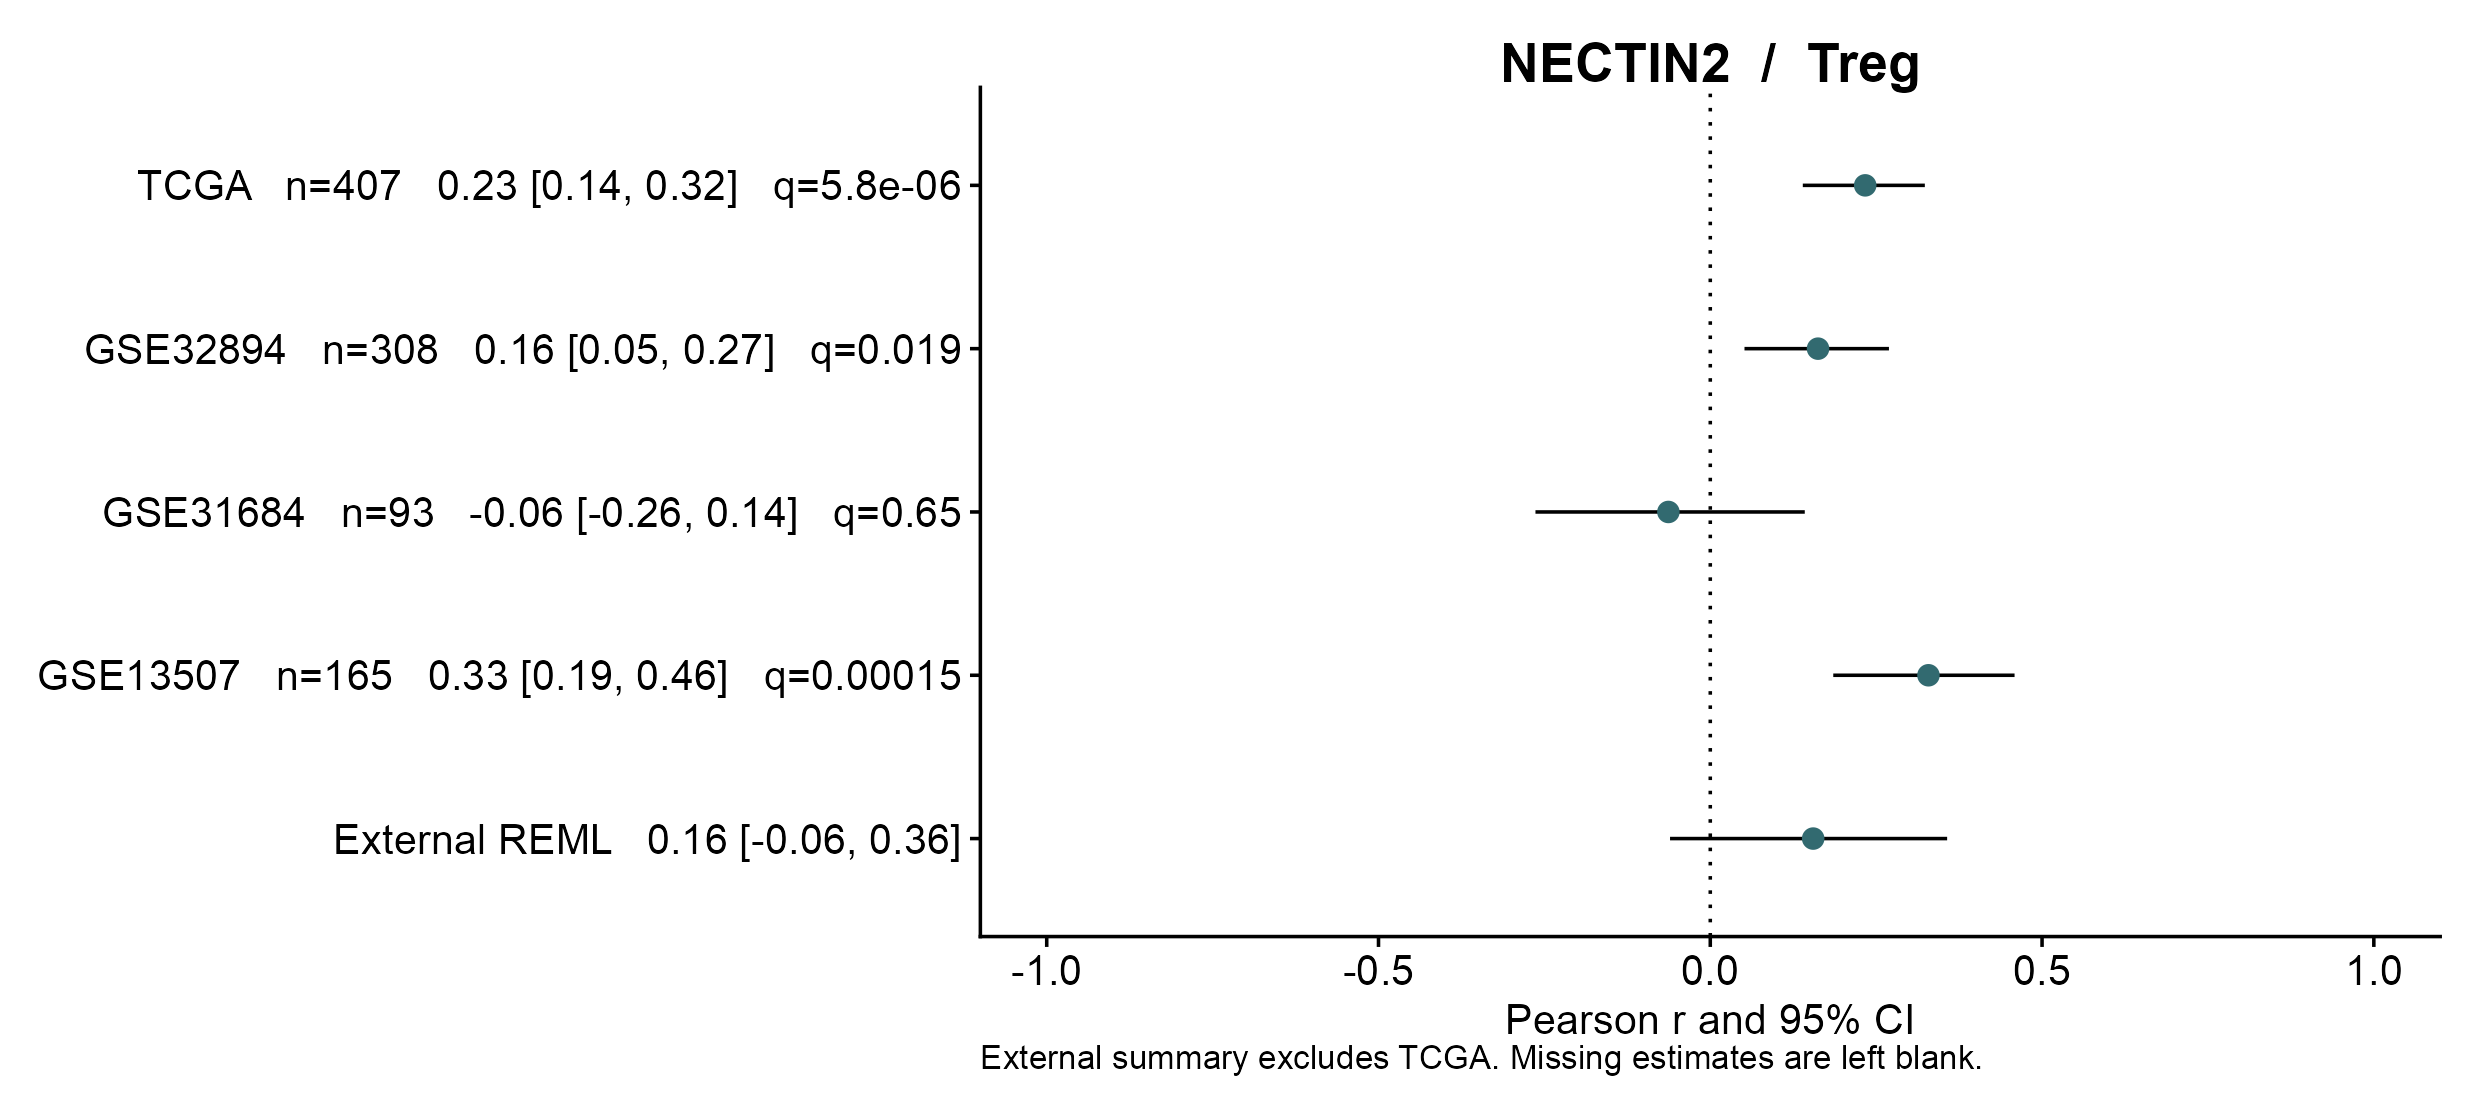 NECTIN2 / Treg
TCGA n=407 0.23 [0.14, 0.32] q=5.8e-06
GSE32894 n=308 0.16 [0.05, 0.27] q=0.019
GSE31684 n=93 -0.06 [-0.26, 0.14] q=0.65
GSE13507 n=165 0.33 [0.19, 0.46] q=0.00015
External REML 0.16 [-0.06, 0.36]
-1.0 -0.5 0.0 0.5 1.0
Pearson r and 95% CI
External summary excludes TCGA. Missing estimates are left blank.